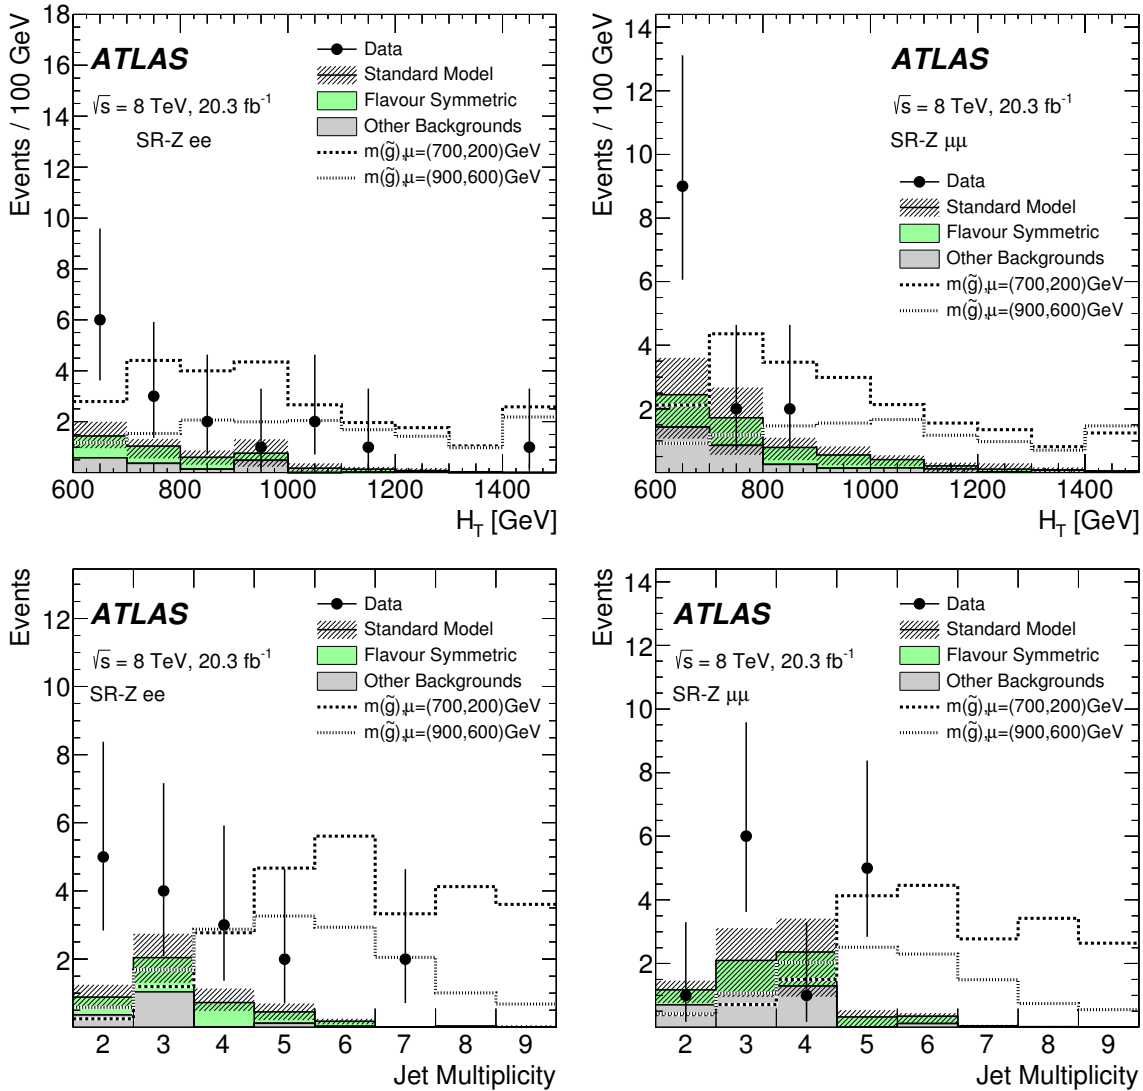 Events / 100 GeV
18
16
14
12
10
8
6
4
2
ATLAS
√s = 8 TeV, 20.3 fb⁻¹
SR-Z ee
Data
Standard Model
Flavour Symmetric
Other Backgrounds
m(g̃),μ=(700,200)GeV
m(g̃),μ=(900,600)GeV
600 800 1000 1200 1400
H_T [GeV]
Events / 100 GeV
14
12
10
8
6
4
2
ATLAS
√s = 8 TeV, 20.3 fb⁻¹
SR-Z μμ
Data
Standard Model
Flavour Symmetric
Other Backgrounds
m(g̃),μ=(700,200)GeV
m(g̃),μ=(900,600)GeV
600 800 1000 1200 1400
H_T [GeV]
Events
12
10
8
6
4
2
ATLAS
√s = 8 TeV, 20.3 fb⁻¹
SR-Z ee
Data
Standard Model
Flavour Symmetric
Other Backgrounds
m(g̃),μ=(700,200)GeV
m(g̃),μ=(900,600)GeV
2 3 4 5 6 7 8 9
Jet Multiplicity
Events
14
12
10
8
6
4
2
ATLAS
√s = 8 TeV, 20.3 fb⁻¹
SR-Z μμ
Data
Standard Model
Flavour Symmetric
Other Backgrounds
m(g̃),μ=(700,200)GeV
m(g̃),μ=(900,600)GeV
2 3 4 5 6 7 8 9
Jet Multiplicity